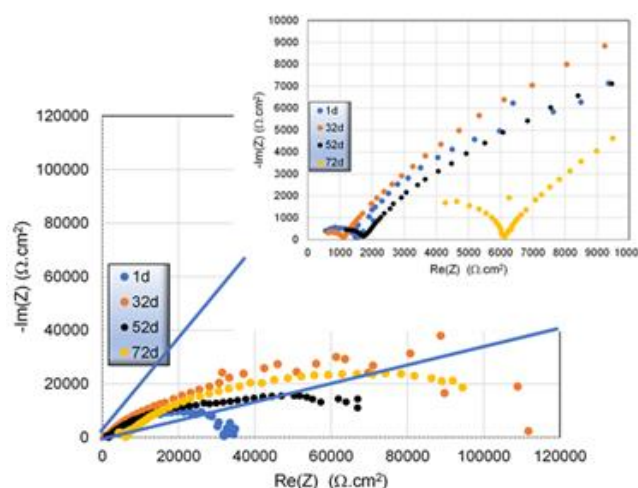 10000
9000
8000
7000
6000
5000
4000
3000
2000
1000
0
-Im(Z) (Ω.cm²)
1d
32d
52d
72d
0 1000 2000 3000 4000 5000 6000 7000 8000 9000 1000
Re(Z) (Ω.cm²)
120000
100000
80000
60000
40000
20000
0
-Im(Z) (Ω.cm²)
1d
32d
52d
72d
0 20000 40000 60000 80000 100000 120000
Re(Z) (Ω.cm²)